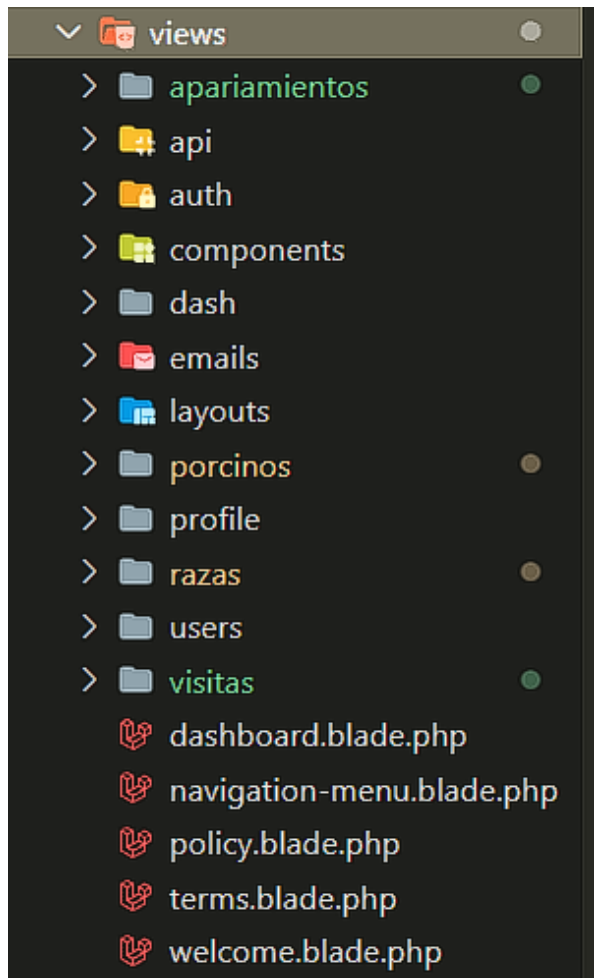 views
apariamientos
api
auth
components
dash
emails
layouts
porcinos
profile
razas
users
visitas
dashboard.blade.php
navigation-menu.blade.php
policy.blade.php
terms.blade.php
welcome.blade.php